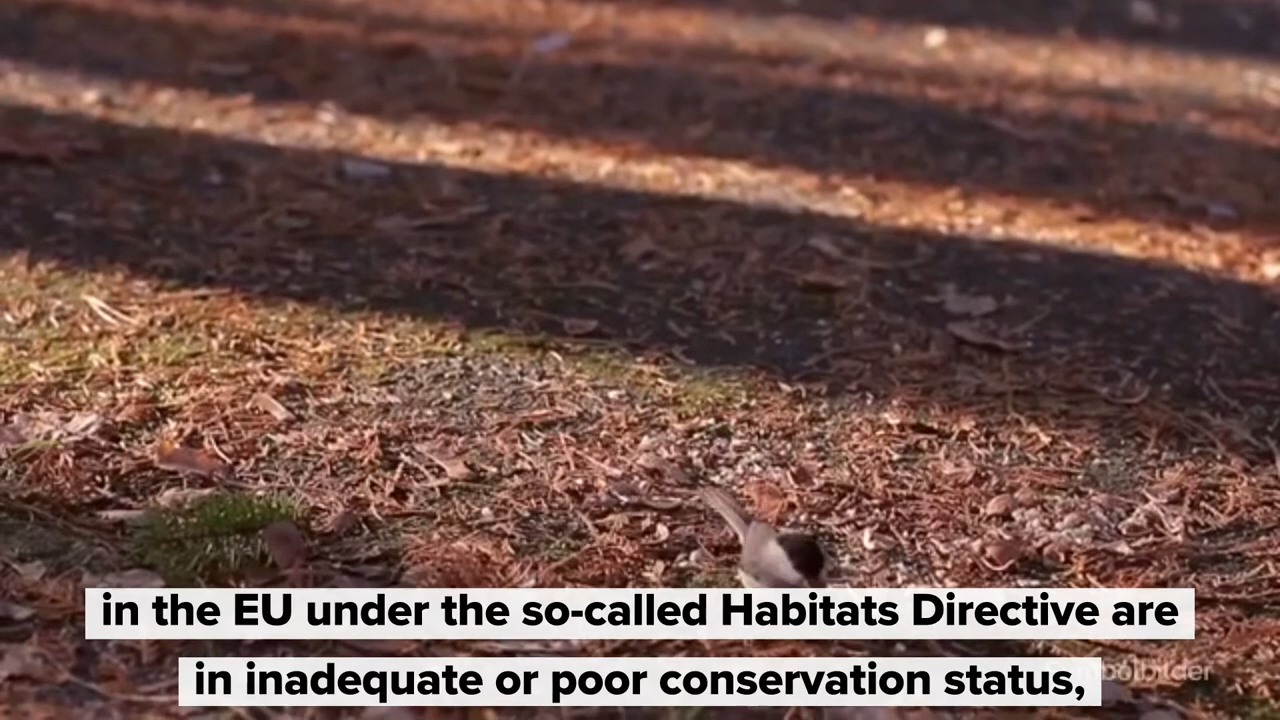 in the EU under the so-called Habitats Directive are
in inadequate or poor conservation status,